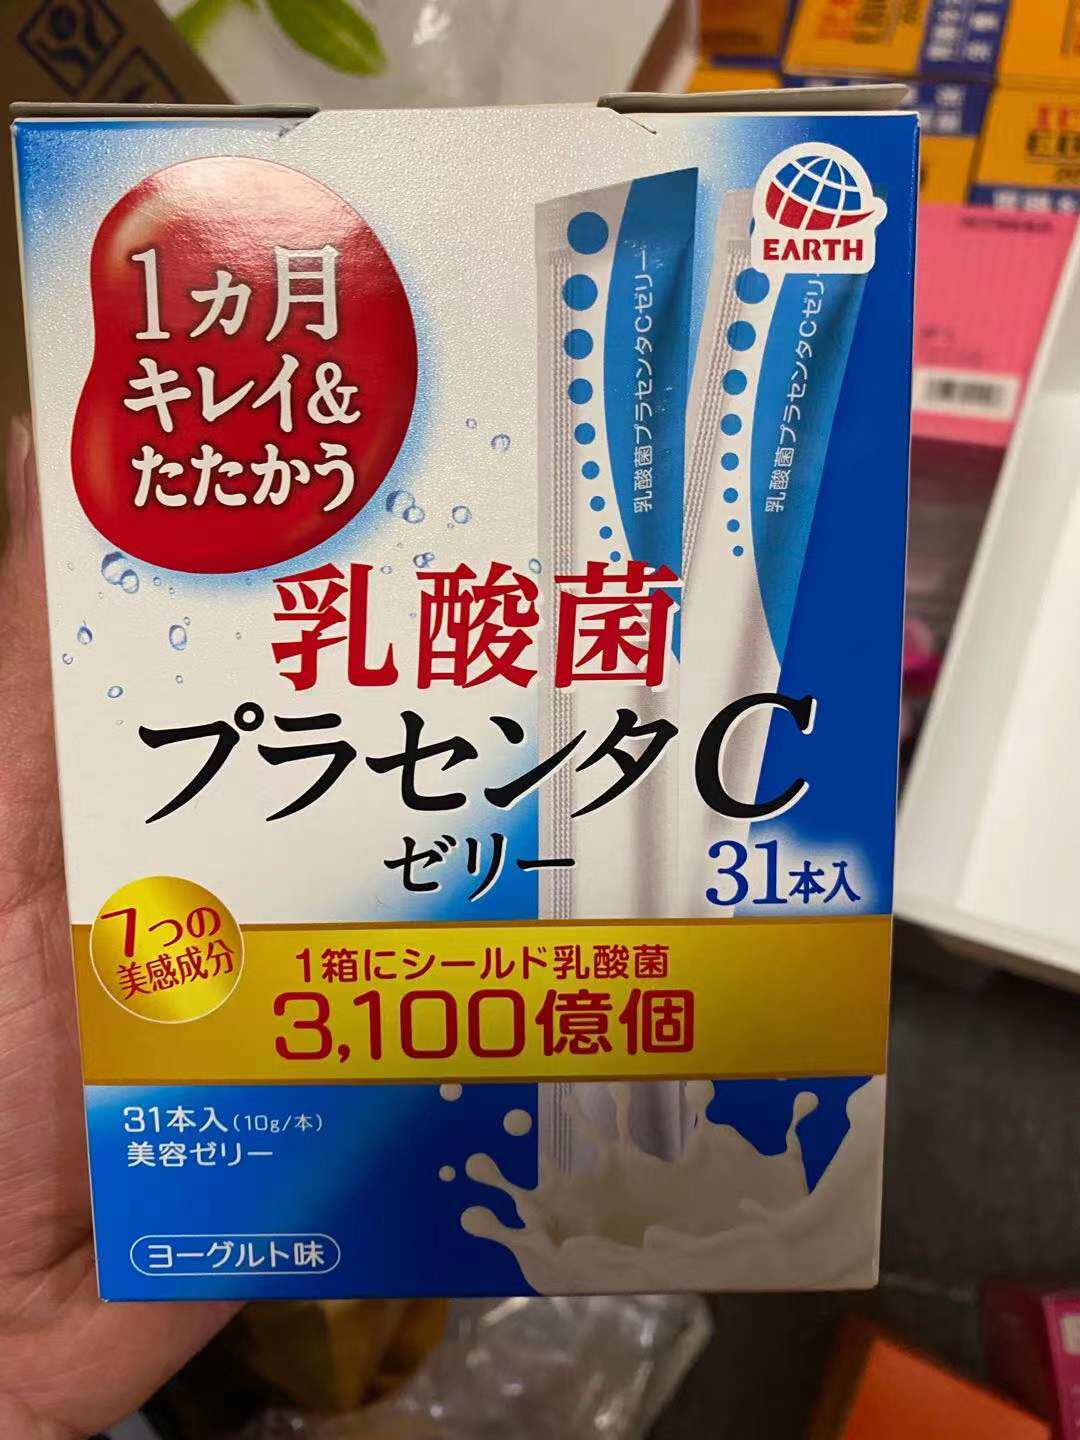 1ヵ月
キレイ&
たたかう
EARTH
乳酸菌プラセンタCゼリー
乳酸菌プラセンタCゼリー
乳酸菌
プラセンタC
ゼリー
31本入
7つの
美感成分
1箱にシールド乳酸菌
3,100億個
31本入(10g/本)
美容ゼリー
ヨーグルト味